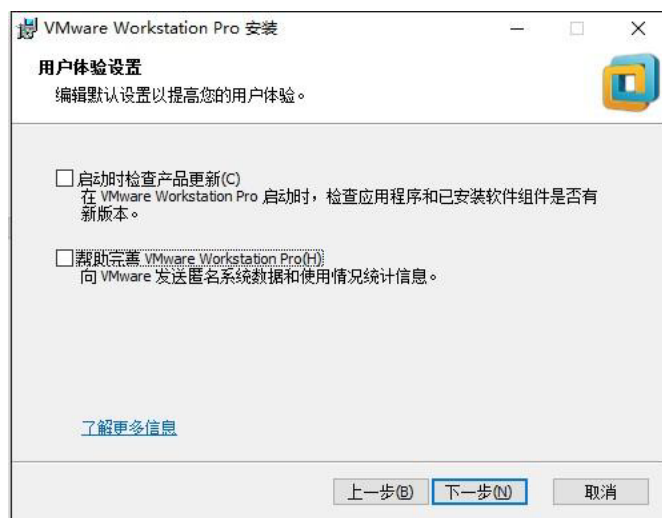 VMware Workstation Pro 安装
用户体验设置
编辑默认设置以提高您的用户体验。
启动时检查产品更新(C)
在 VMware Workstation Pro 启动时，检查应用程序和已安装软件组件是否有
新版本。
帮助完善 VMware Workstation Pro(H)
向 VMware 发送匿名系统数据和使用情况统计信息。
了解更多信息
上一步(B) 下一步(N) 取消